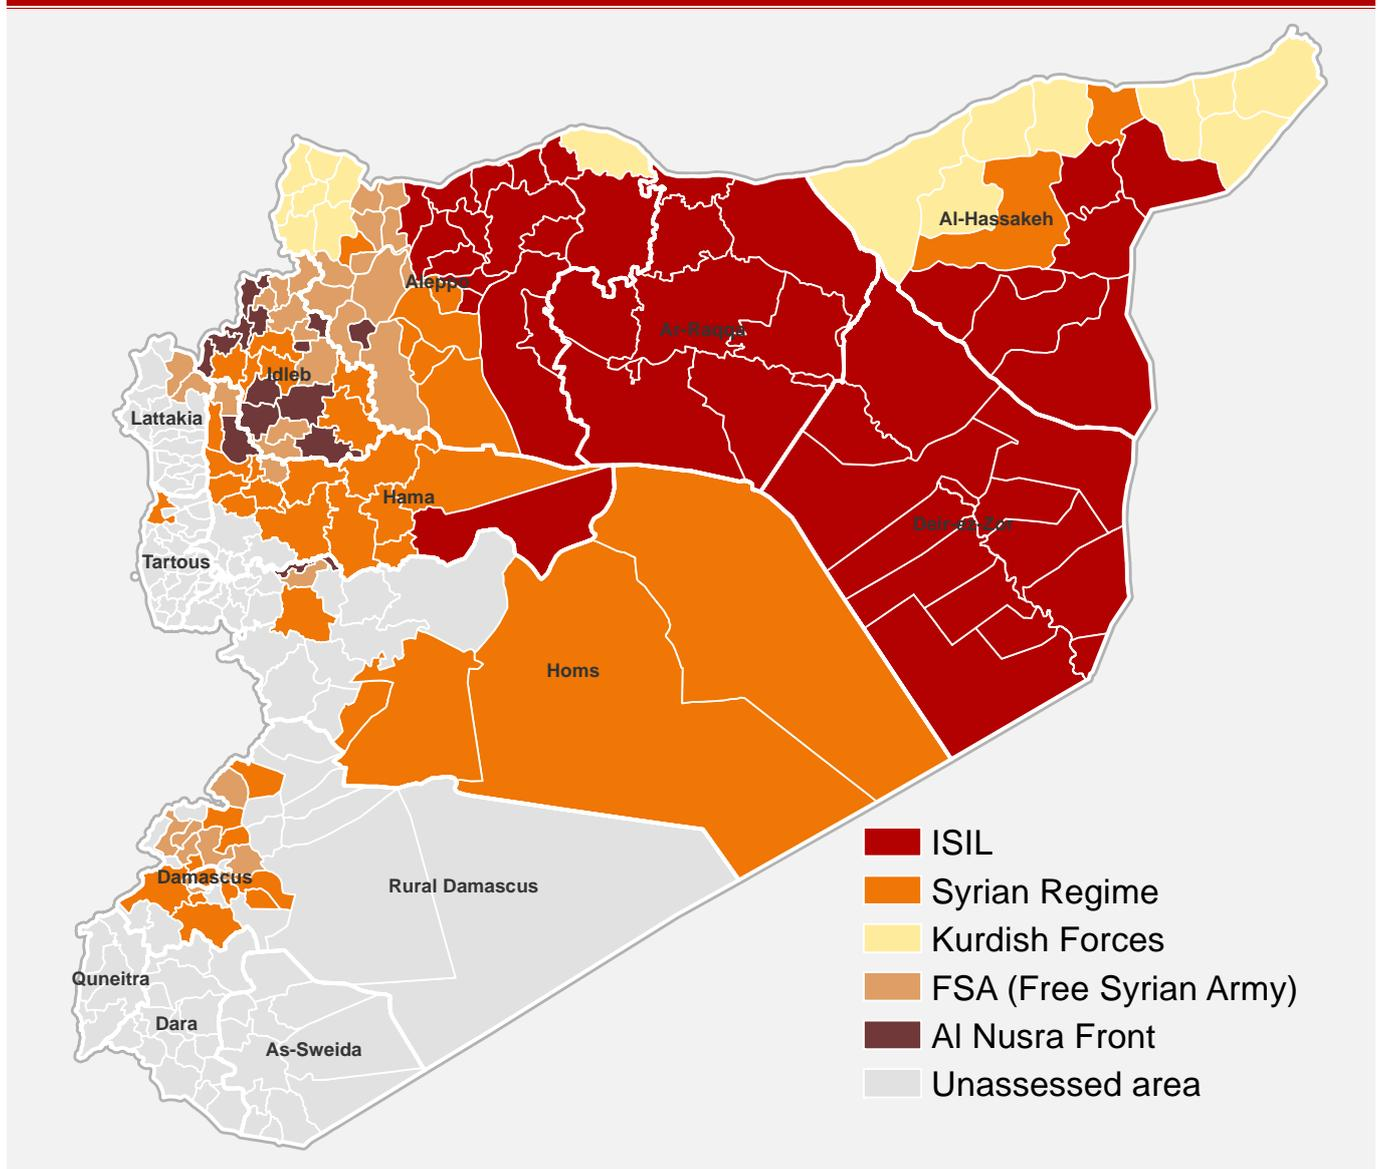 Al-Hassakeh
Aleppo
Ar-Raqqa
Idleb
Lattakia
Hama
Dair-ez-Zor
Tartous
Homs
ISIL
Damascus
Rural Damascus
Syrian Regime
Kurdish Forces
Quneitra
FSA (Free Syrian Army)
Dara
Al Nusra Front
As-Sweida
Unassessed area